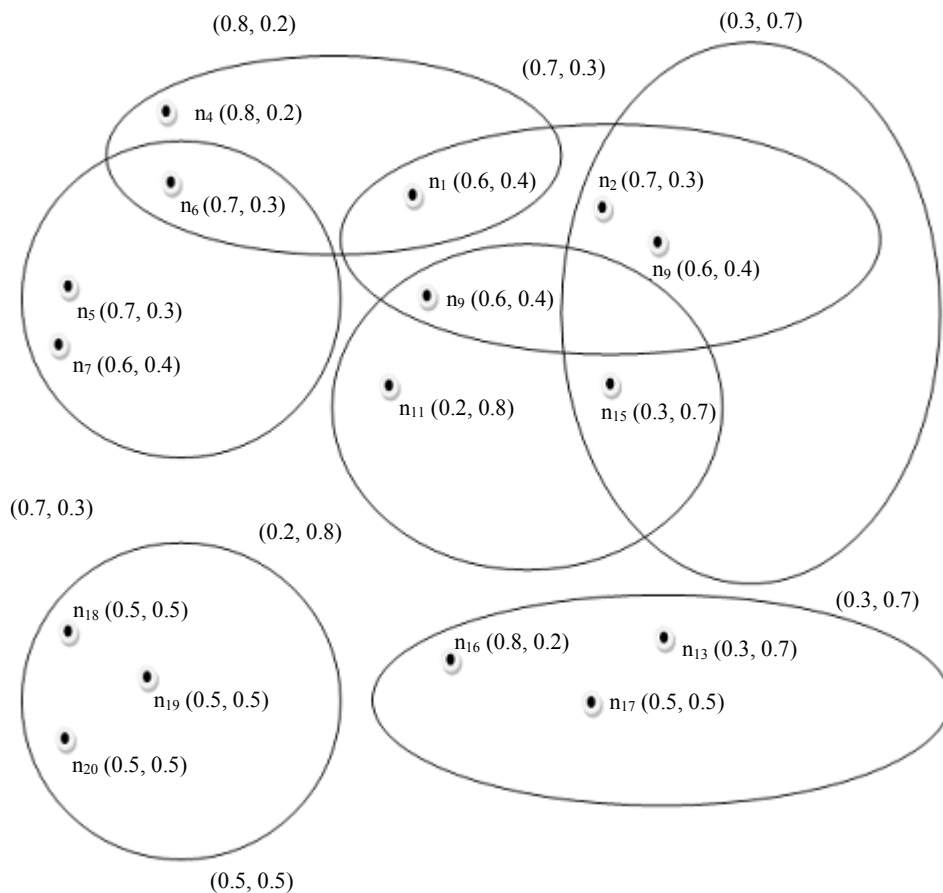 (0.8, 0.2)
(0.3, 0.7)
(0.7, 0.3)
n4 (0.8, 0.2)
n1 (0.6, 0.4)
n2 (0.7, 0.3)
n6 (0.7, 0.3)
n9 (0.6, 0.4)
n9 (0.6, 0.4)
n5 (0.7, 0.3)
n7 (0.6, 0.4)
n11 (0.2, 0.8)
n15 (0.3, 0.7)
(0.7, 0.3)
(0.2, 0.8)
(0.3, 0.7)
n18 (0.5, 0.5)
n16 (0.8, 0.2)
n13 (0.3, 0.7)
n19 (0.5, 0.5)
n17 (0.5, 0.5)
n20 (0.5, 0.5)
(0.5, 0.5)